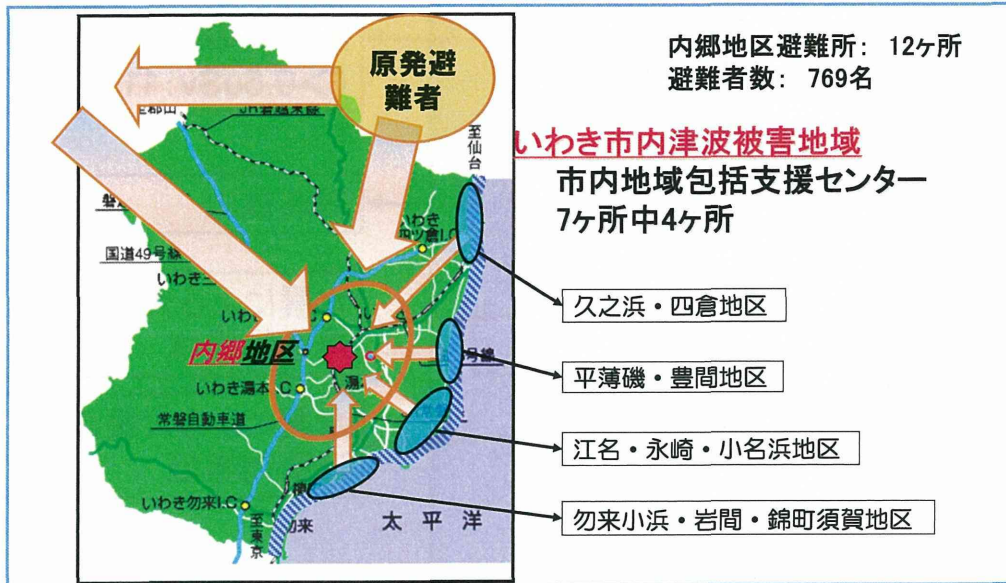 原発避
難者
内郷地区避難所: 12ヶ所
避難者数: 769名
いわき市内津波被害地域
市内地域包括支援センター
7ヶ所中4ヶ所
至仙台
国道49号線
内郷地区
いわき湯本I.C
常磐自動車道
いわき勿来I.C
至東京
勿来
太平洋
久之浜・四倉地区
平薄磯・豊間地区
江名・永崎・小名浜地区
勿来小浜・岩間・錦町須賀地区